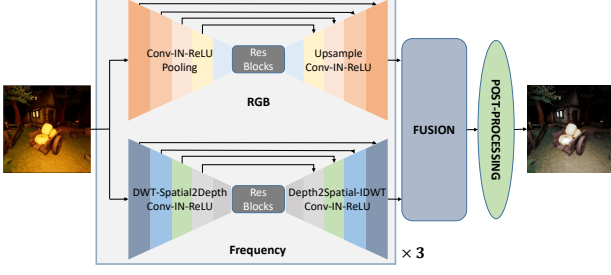 Conv-IN-ReLU
Pooling
Res
Blocks
Upsample
Conv-IN-ReLU
RGB
DWT-Spatial2Depth
Conv-IN-ReLU
Res
Blocks
Depth2Spatial-IDWT
Conv-IN-ReLU
Frequency
× 3
FUSION
POST-PROCESSING